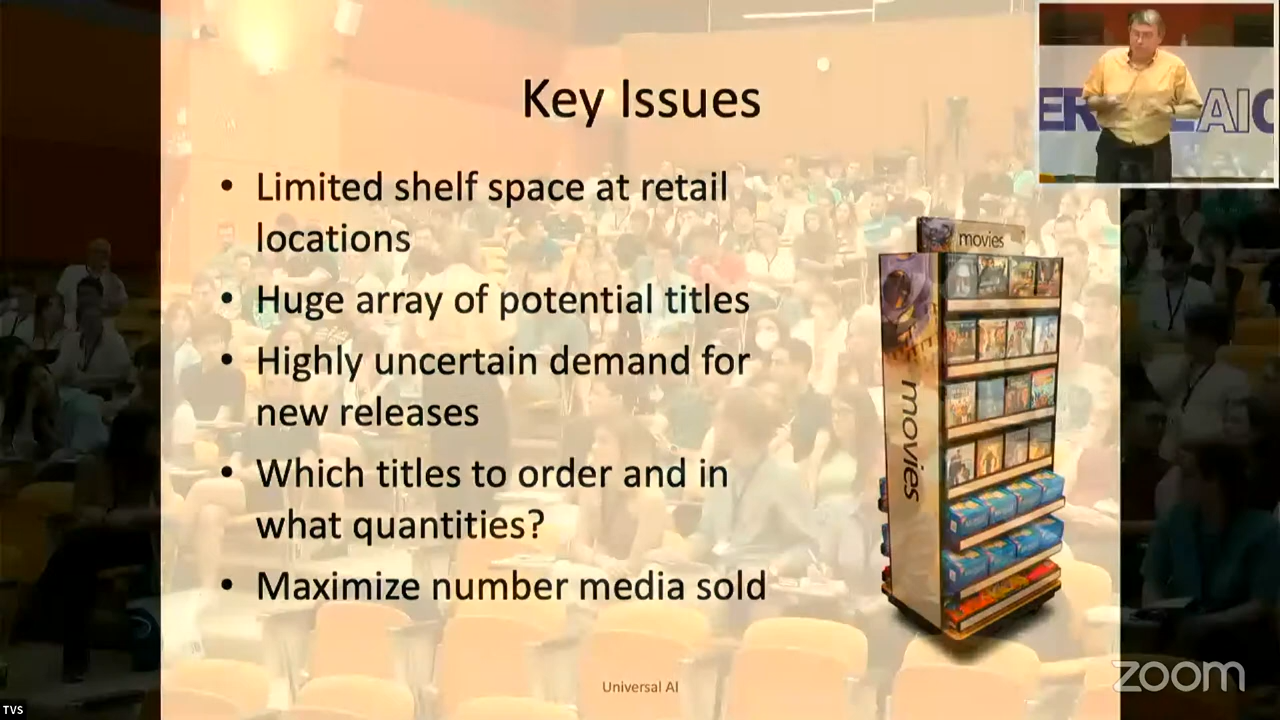 Key Issues
• Limited shelf space at retail
locations
• Huge array of potential titles
• Highly uncertain demand for
new releases
• Which titles to order and in
what quantities?
• Maximize number media sold
movies
movies
Universal AI
zoom
TVS